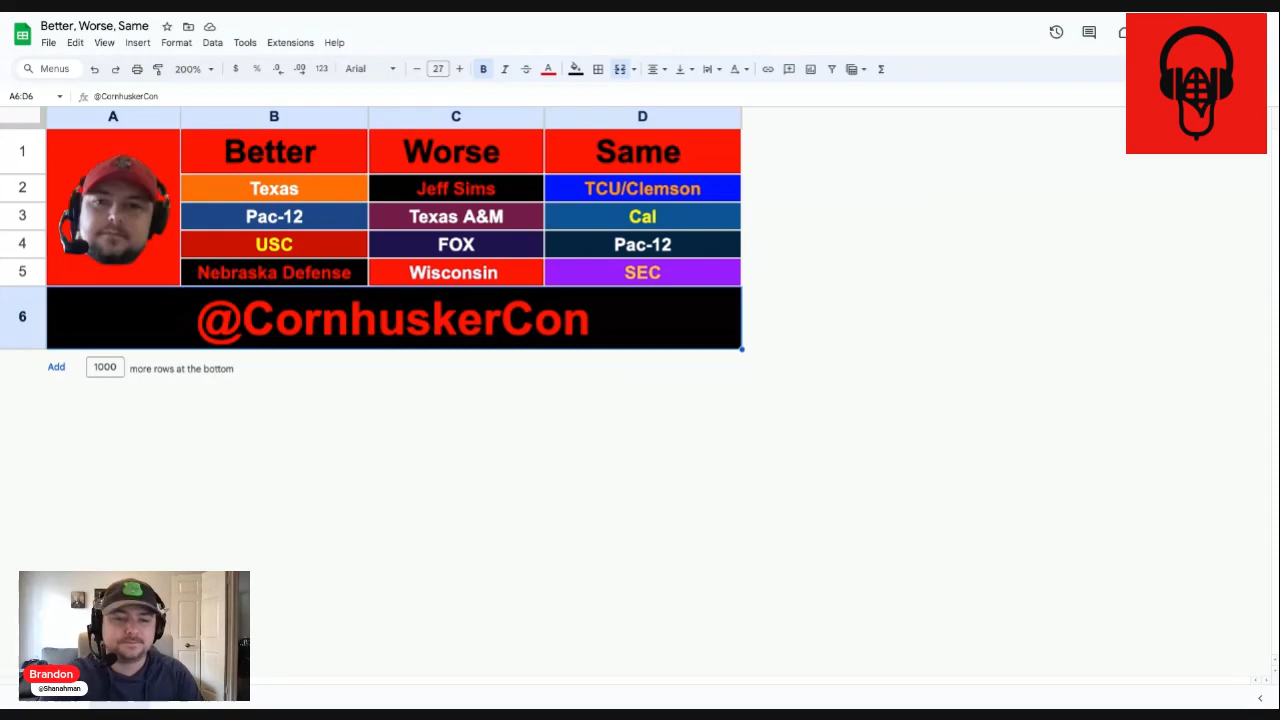 Better, Worse, Same
File Edit View Insert Format Data Tools Extensions Help
Menus 200% $ % .0 .00 123 Arial − 27 + B I A Σ
A6:D6 fx @CornhuskerCon
A B C D
1 Better Worse Same
2 Texas Jeff Sims TCU/Clemson
3 Pac-12 Texas A&M Cal
4 USC FOX Pac-12
5 Nebraska Defense Wisconsin SEC
6 @CornhuskerCon
Add 1000 more rows at the bottom
Brandon
@Shanahman